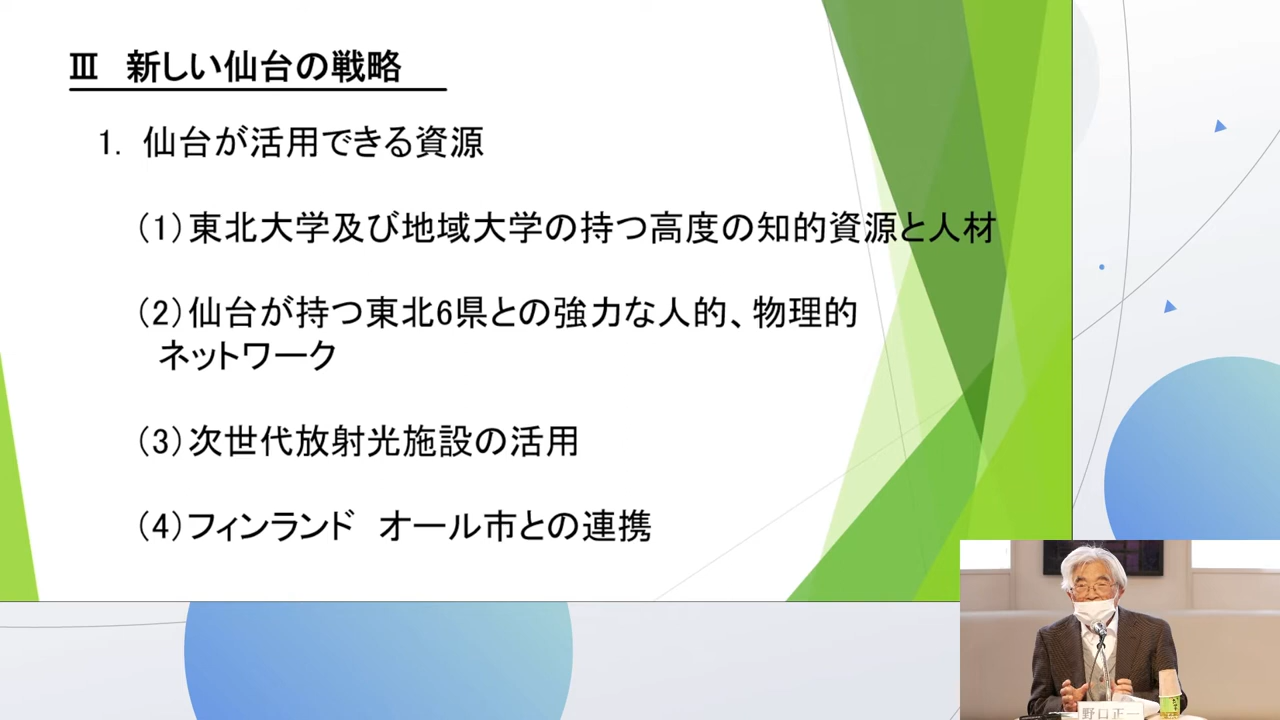 Ⅲ 新しい仙台の戦略
1. 仙台が活用できる資源
(1)東北大学及び地域大学の持つ高度の知的資源と人材
(2)仙台が持つ東北6県との強力な人的、物理的
ネットワーク
(3)次世代放射光施設の活用
(4)フィンランド オール市との連携
野口正一